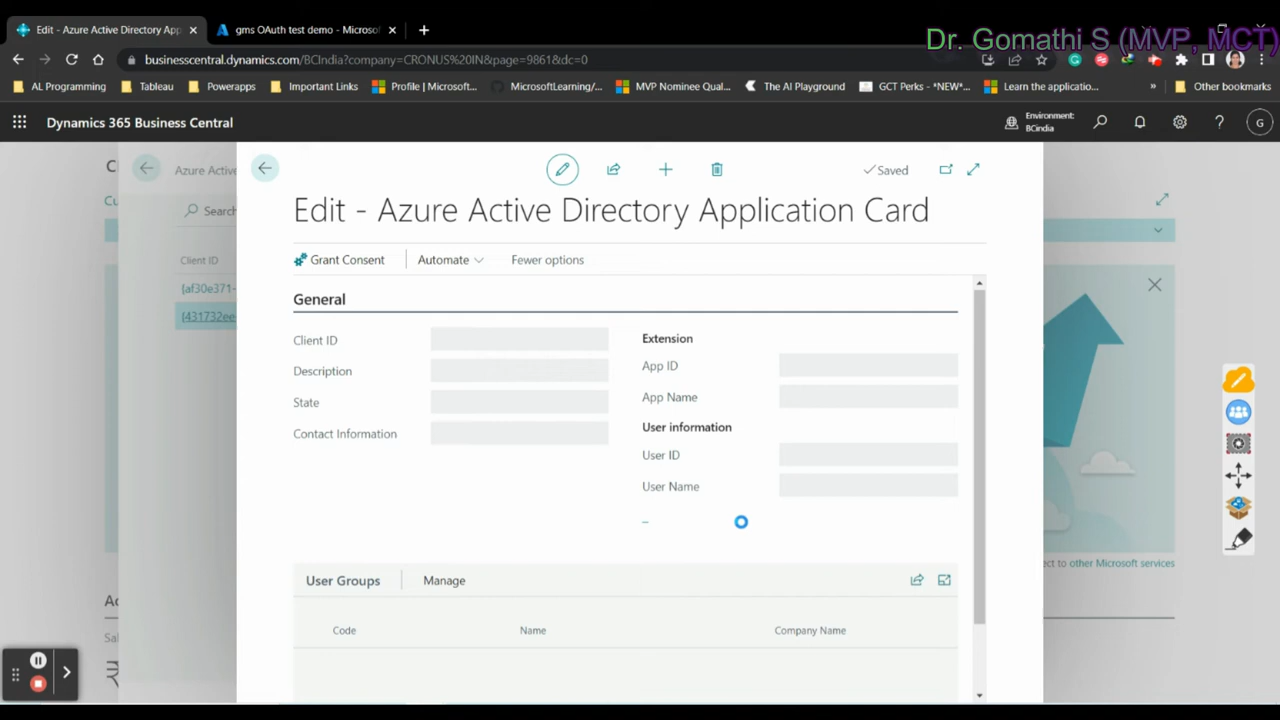 Edit - Azure Active Directory App
gms OAuth test demo - Microsof
Dr. Gomathi S (MVP, MCT)
businesscentral.dynamics.com/BCIndia?company=CRONUS%20IN&page=9861&dc=0
AL Programming
Tableau
Powerapps
Important Links
Profile | Microsoft...
MicrosoftLearning/...
MVP Nominee Qual...
The AI Playground
GCT Perks - *NEW*...
Learn the applicatio...
»
Other bookmarks
Dynamics 365 Business Central
Environment:
BCIndia
G
Azure Active
Saved
Edit - Azure Active Directory Application Card
Search
Grant Consent
Automate
Fewer options
Client ID
{af30e371-
{431732ee
General
Client ID
Description
State
Contact Information
Extension
App ID
App Name
User information
User ID
User Name
User Groups
Manage
Code
Name
Company Name
ect to other Microsoft services